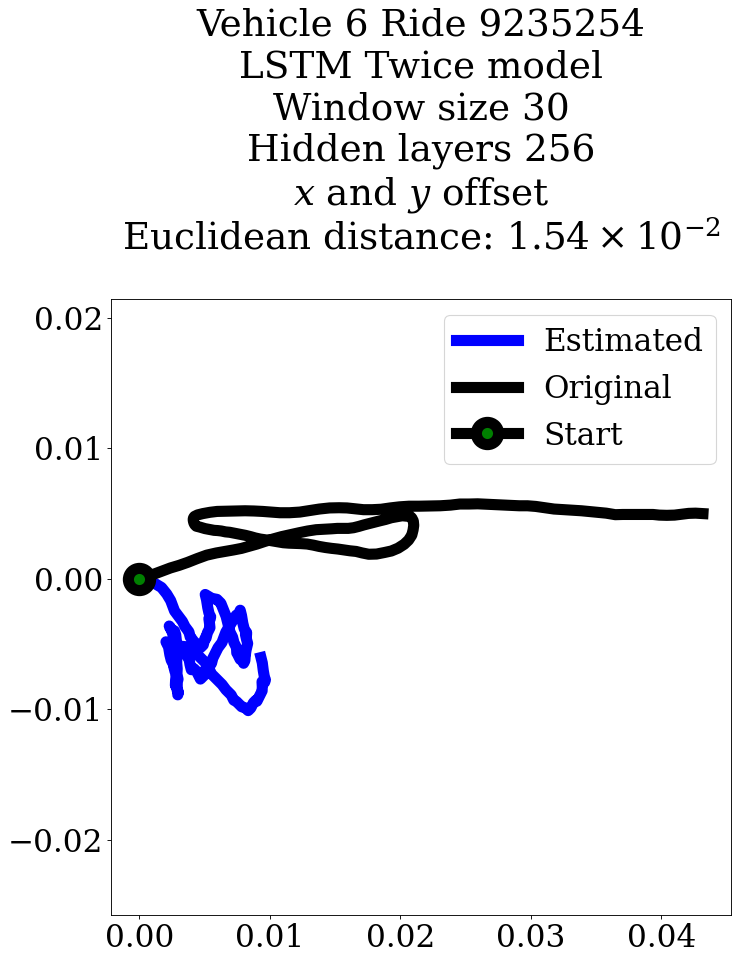 Vehicle 6 Ride 9235254
LSTM Twice model
Window size 30
Hidden layers 256
x and y offset
Euclidean distance: 1.54 × 10⁻²
Estimated
Original
Start
0.02
0.01
0.00
−0.01
−0.02
0.00 0.01 0.02 0.03 0.04